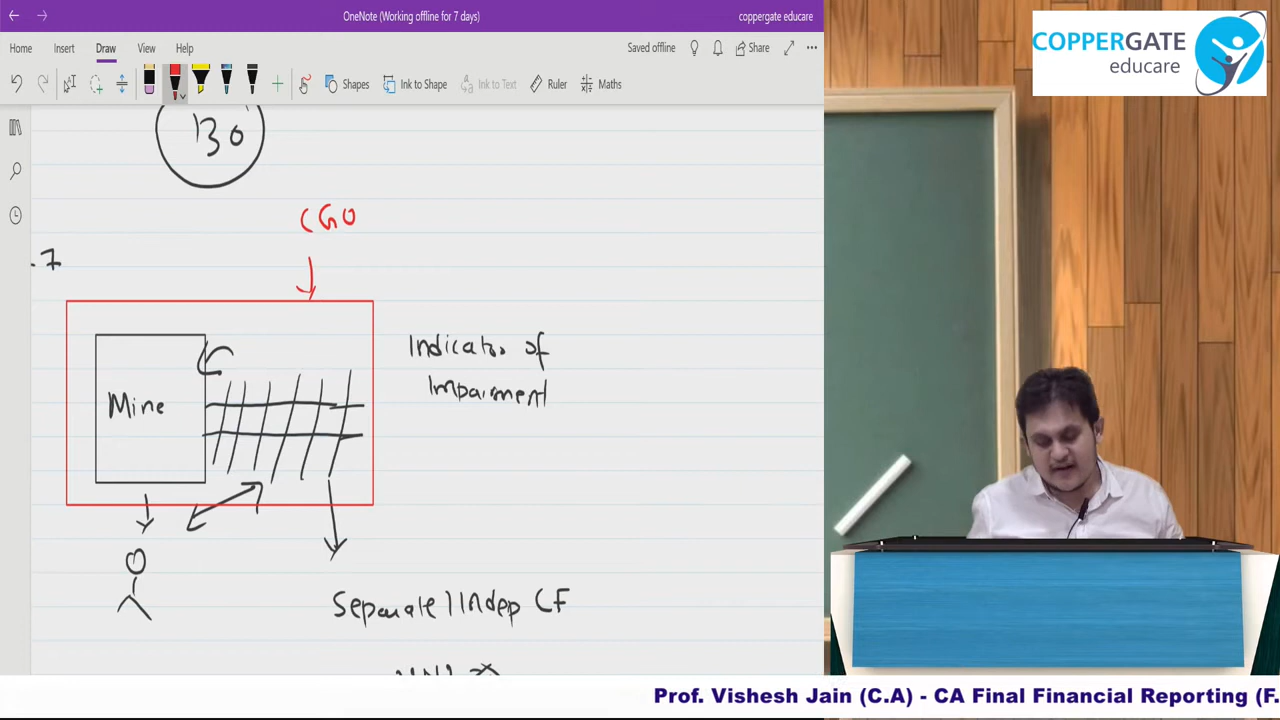 OneNote (Working offline for 7 days)
coppergate educare
Home Insert Draw View Help
Saved offline
Share
Shapes
Ink to Shape
Ink to Text
Ruler
Maths
COPPERGATE
educare
130
CGU
.7
Mine
Indicator of
Impairment
Separate/Indep CF
Prof. Vishesh Jain (C.A) - CA Final Financial Reporting (F.